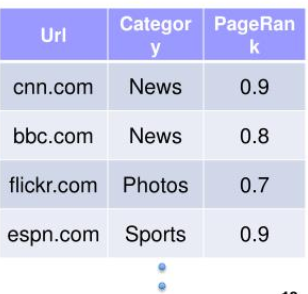 Url Categor PageRan
y k
cnn.com News 0.9
bbc.com News 0.8
flickr.com Photos 0.7
espn.com Sports 0.9